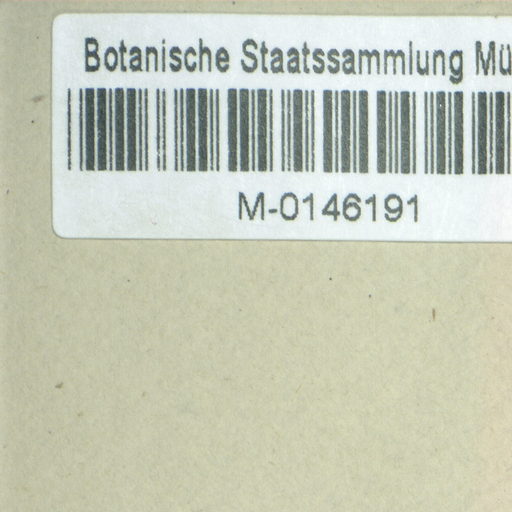 Botanische Staatssammlung Mü
M-0146191